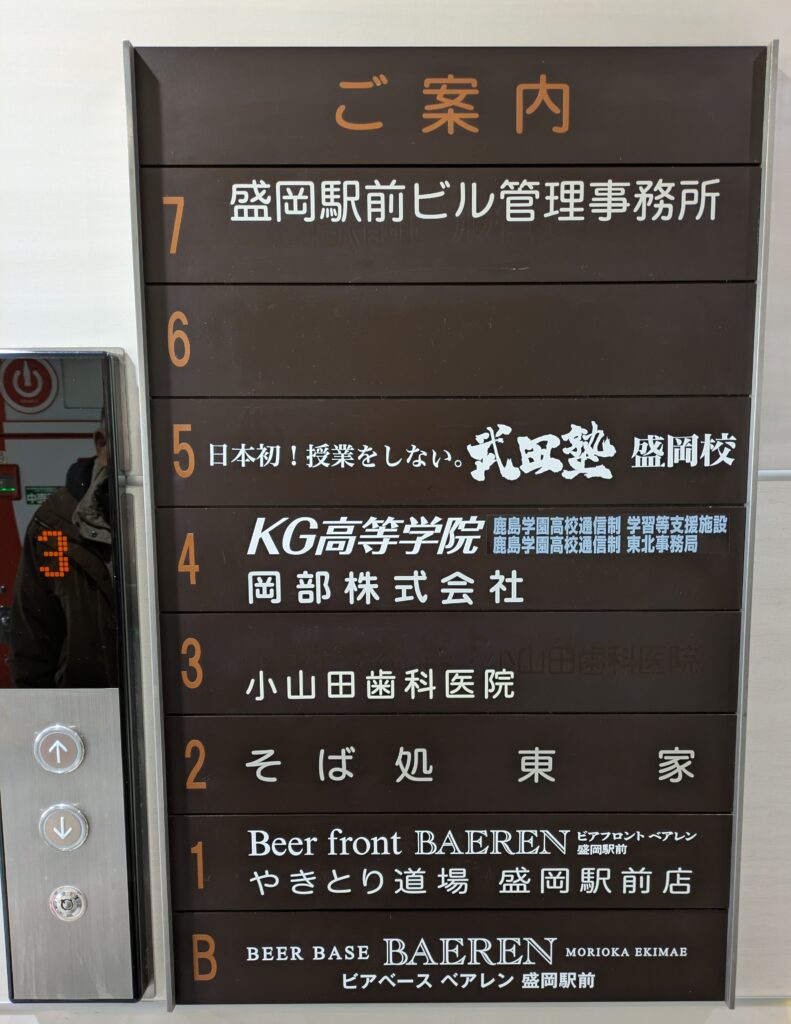 ご案内
7 盛岡駅前ビル管理事務所
6
5 日本初！授業をしない。武田塾 盛岡校
4 KG高等学院 鹿島学園高校通信制 学習等支援施設
鹿島学園高校通信制 東北事務局
岡部株式会社
3 小山田歯科医院
小山田歯科医院
2 そば処 東家
1 Beer front BAEREN ビアフロント ベアレン
盛岡駅前
やきとり道場 盛岡駅前店
B BEER BASE BAEREN MORIOKA EKIMAE
ビアベース ベアレン 盛岡駅前
3